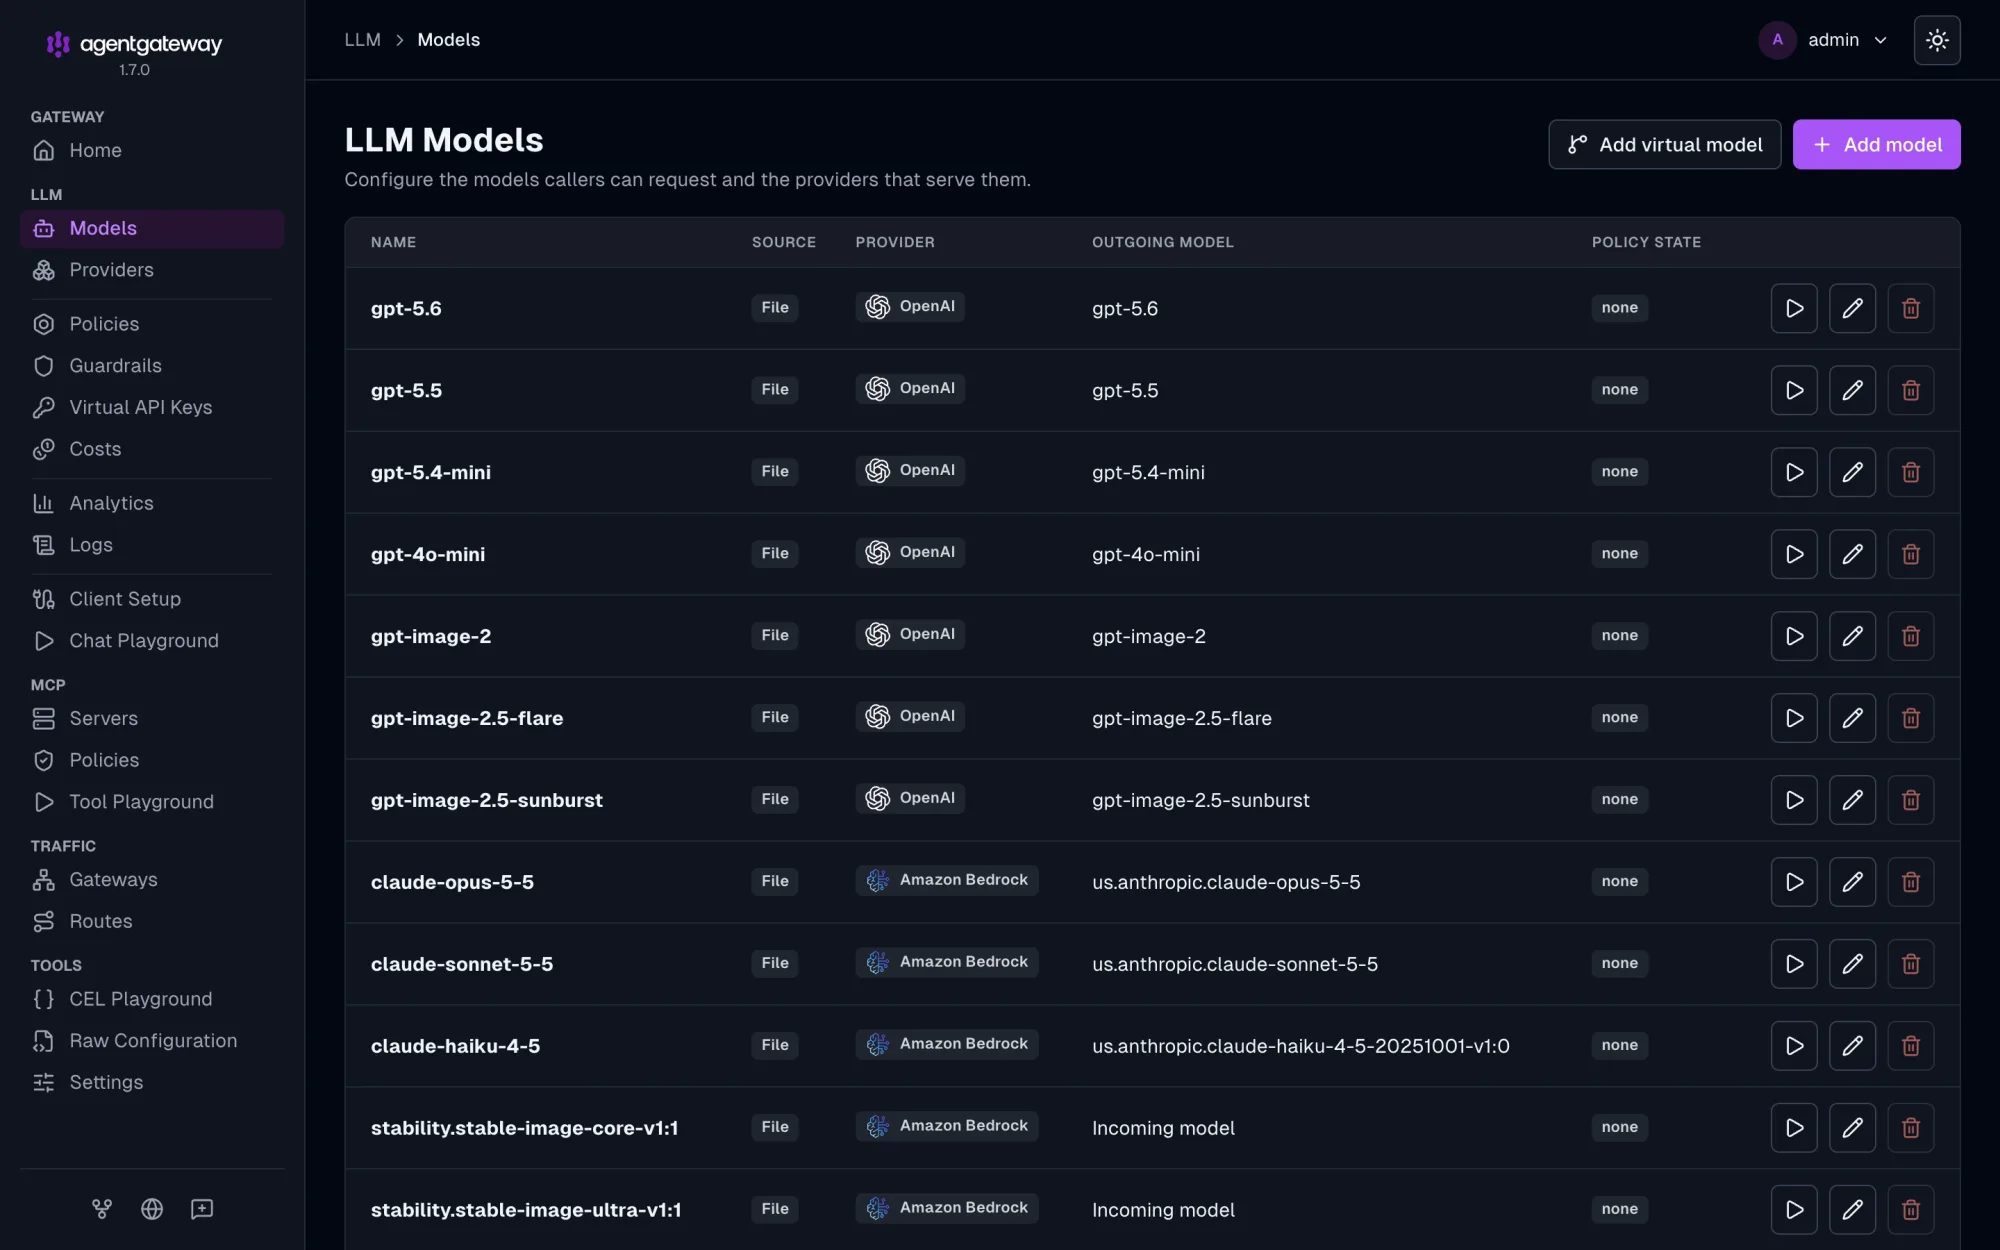 agentgateway
1.7.0
GATEWAY
Home
LLM
Models
Providers
Policies
Guardrails
Virtual API Keys
Costs
Analytics
Logs
Client Setup
Chat Playground
MCP
Servers
Policies
Tool Playground
TRAFFIC
Gateways
Routes
TOOLS
CEL Playground
Raw Configuration
Settings
LLM > Models
A admin
LLM Models
Configure the models callers can request and the providers that serve them.
Add virtual model
+ Add model
NAME SOURCE PROVIDER OUTGOING MODEL POLICY STATE
gpt-5.6 File OpenAI gpt-5.6 none
gpt-5.5 File OpenAI gpt-5.5 none
gpt-5.4-mini File OpenAI gpt-5.4-mini none
gpt-4o-mini File OpenAI gpt-4o-mini none
gpt-image-2 File OpenAI gpt-image-2 none
gpt-image-2.5-flare File OpenAI gpt-image-2.5-flare none
gpt-image-2.5-sunburst File OpenAI gpt-image-2.5-sunburst none
claude-opus-5-5 File Amazon Bedrock us.anthropic.claude-opus-5-5 none
claude-sonnet-5-5 File Amazon Bedrock us.anthropic.claude-sonnet-5-5 none
claude-haiku-4-5 File Amazon Bedrock us.anthropic.claude-haiku-4-5-20251001-v1:0 none
stability.stable-image-core-v1:1 File Amazon Bedrock Incoming model none
stability.stable-image-ultra-v1:1 File Amazon Bedrock Incoming model none